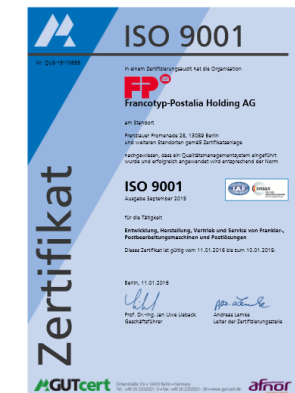 ISO 9001
In einem Zertifizierungsaudit hat die Organisation
FP
Francotyp-Postalia Holding AG
am Standort
Prenzlauer Promenade 28, 13089 Berlin
und weiteren Standorten gemäß Zertifikatsanlage
nachgewiesen, dass ein Qualitätsmanagementsystem eingeführt
wurde und erfolgreich angewendet wird entsprechend der Norm
ISO 9001
Ausgabe September 2015
IAF
für die Tätigkeit
Entwicklung, Herstellung, Vertrieb und Service von Frankier-,
Postbearbeitungsmaschinen und Postlösungen
Dieses Zertifikat ist gültig vom 11.01.2016 bis zum 10.01.2019.
Berlin, 11.01.2016
Prof. Dr.-Ing. Jan Uwe Lieback
Geschäftsführer
Andreas Lemke
Leiter der Zertifizierungsstelle
Zertifikat
GUTcert
afnor